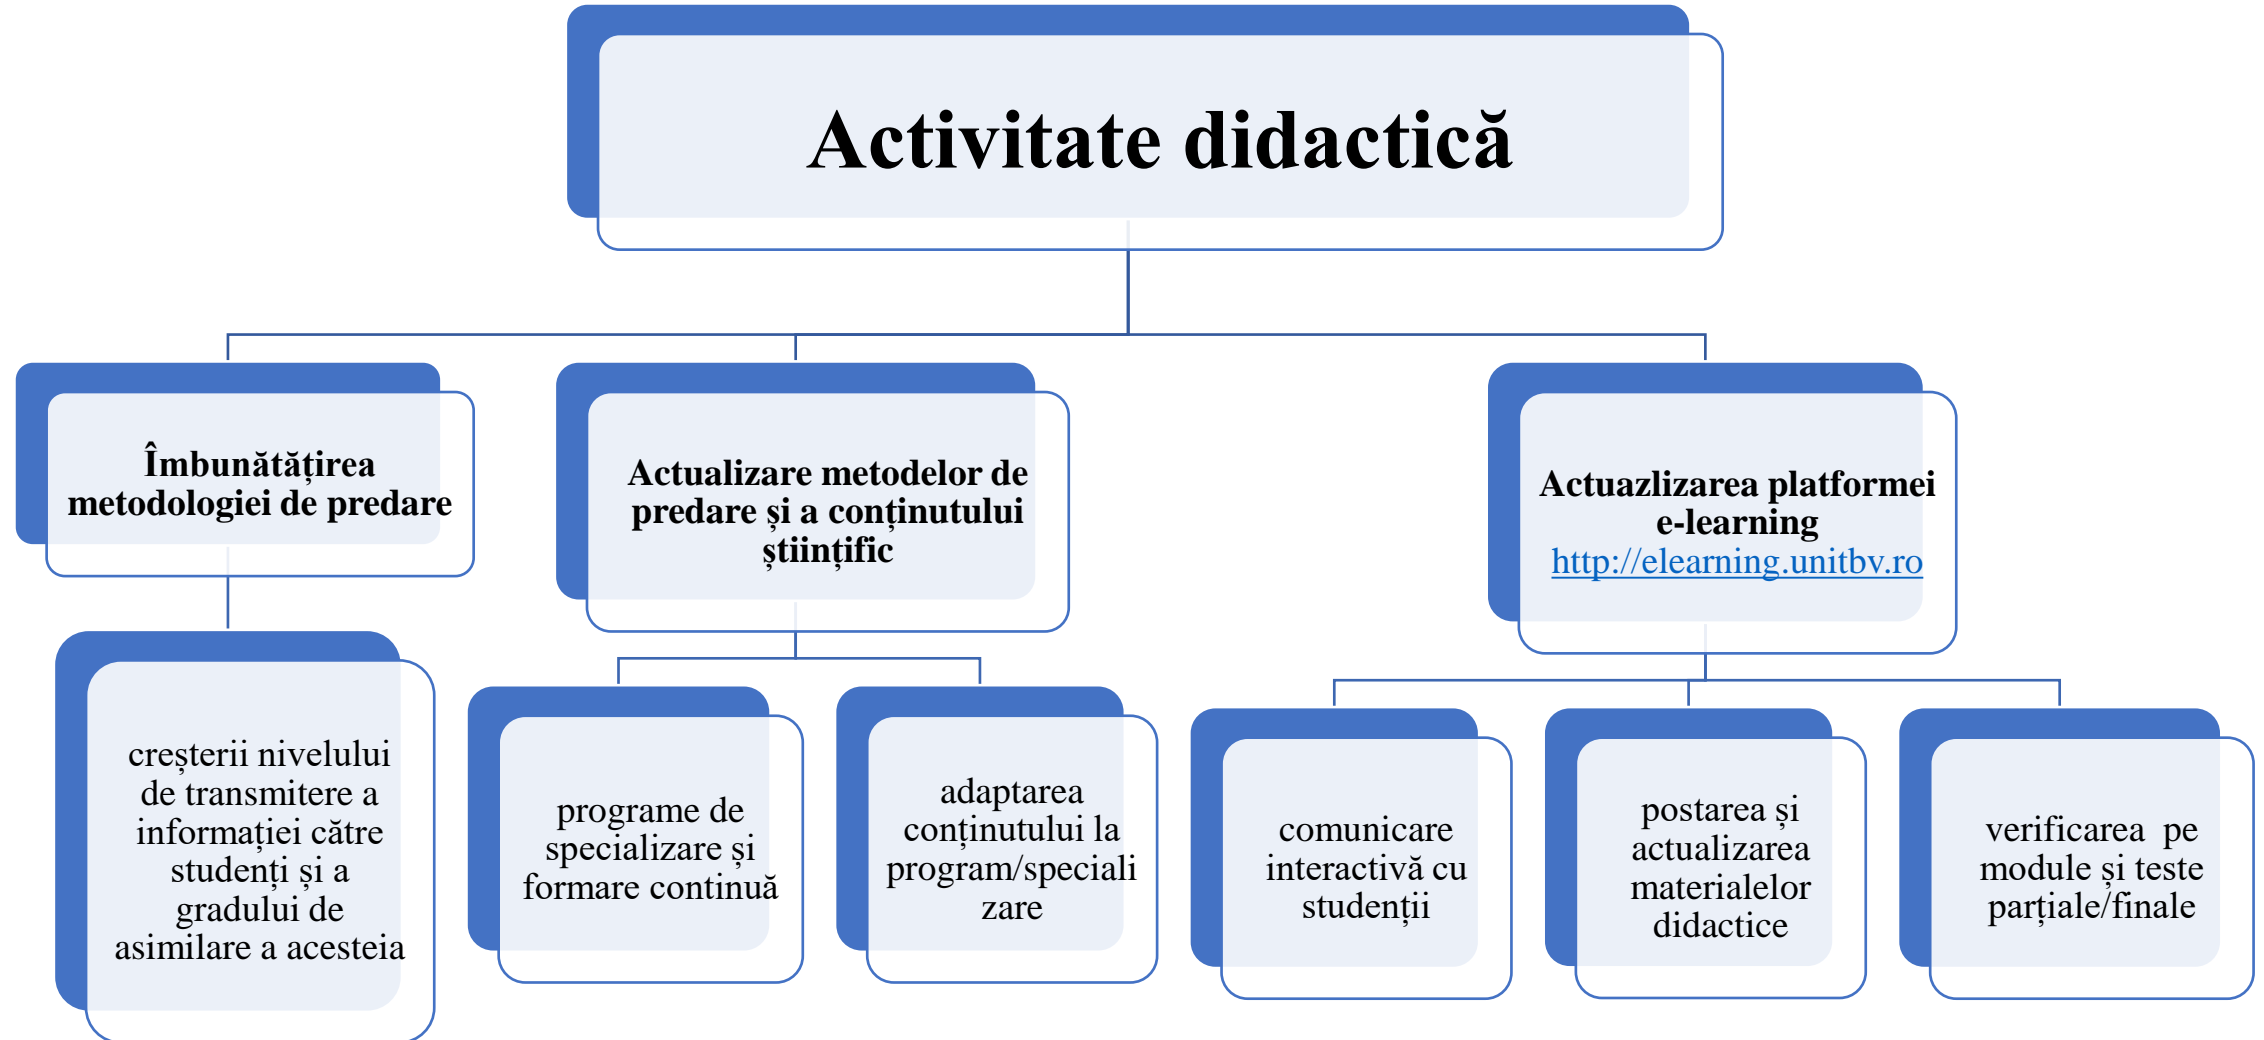 Activitate didactică
Îmbunătățirea
metodologiei de predare
Actualizare metodelor de
predare și a conținutului
științific
Actuazlizarea platformei
e-learning
http://elearning.unitbv.ro
creșterii nivelului
de transmitere a
informației către
studenți și a
gradului de
asimilare a acesteia
programe de
specializare și
formare continuă
adaptarea
conținutului la
program/speciali
zare
comunicare
interactivă cu
studenții
postarea și
actualizarea
materialelor
didactice
verificarea  pe
module și teste
parțiale/finale